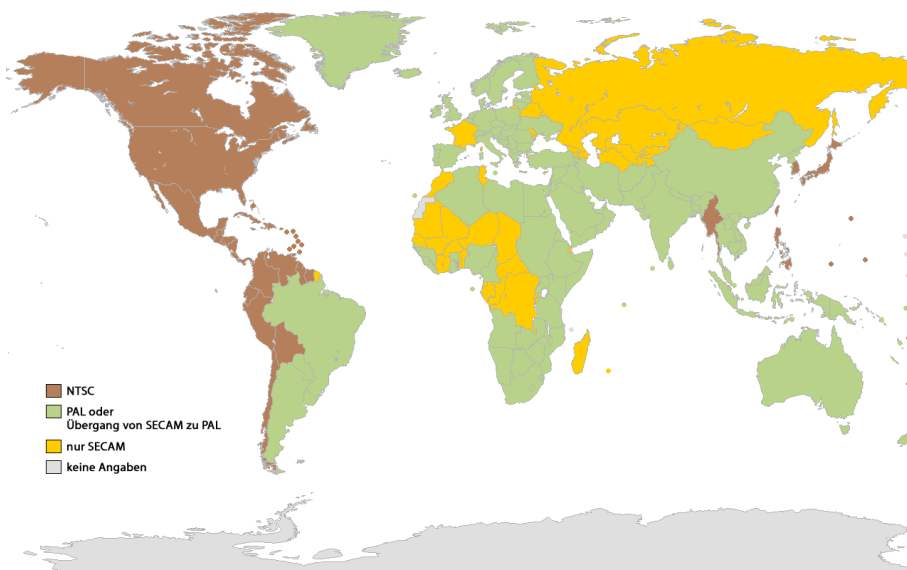 NTSC
PAL oder
Übergang von SECAM zu PAL
nur SECAM
keine Angaben